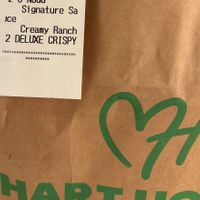 Signature Sa
uce
Creamy Ranch
2 DELUXE CRISPY
********************
**********
HART HO